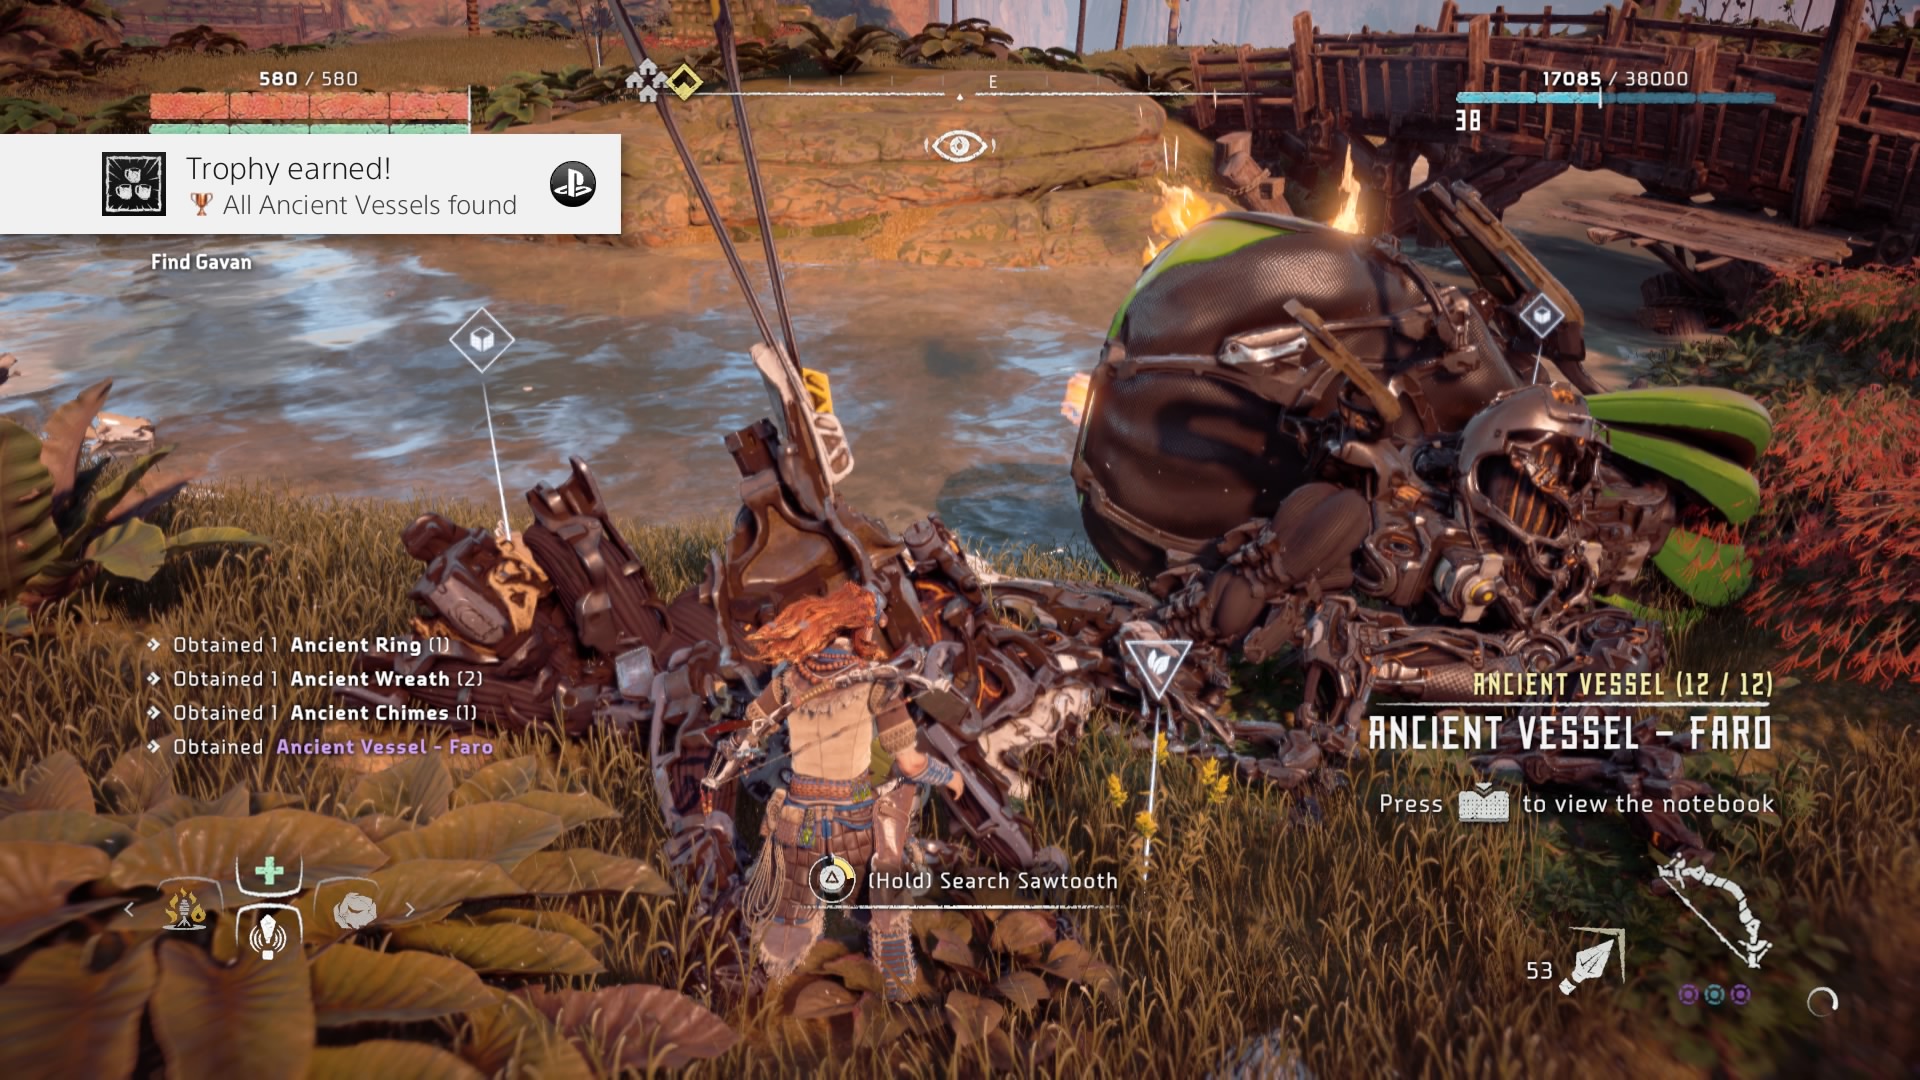 580 / 580
E
17085 / 38000
38
Trophy earned!
All Ancient Vessels found
Find Gavan
Obtained 1 Ancient Ring (1)
Obtained 1 Ancient Wreath (2)
Obtained 1 Ancient Chimes (1)
Obtained Ancient Vessel - Faro
ANCIENT VESSEL (12 / 12)
ANCIENT VESSEL - FARO
Press to view the notebook
(Hold) Search Sawtooth
53